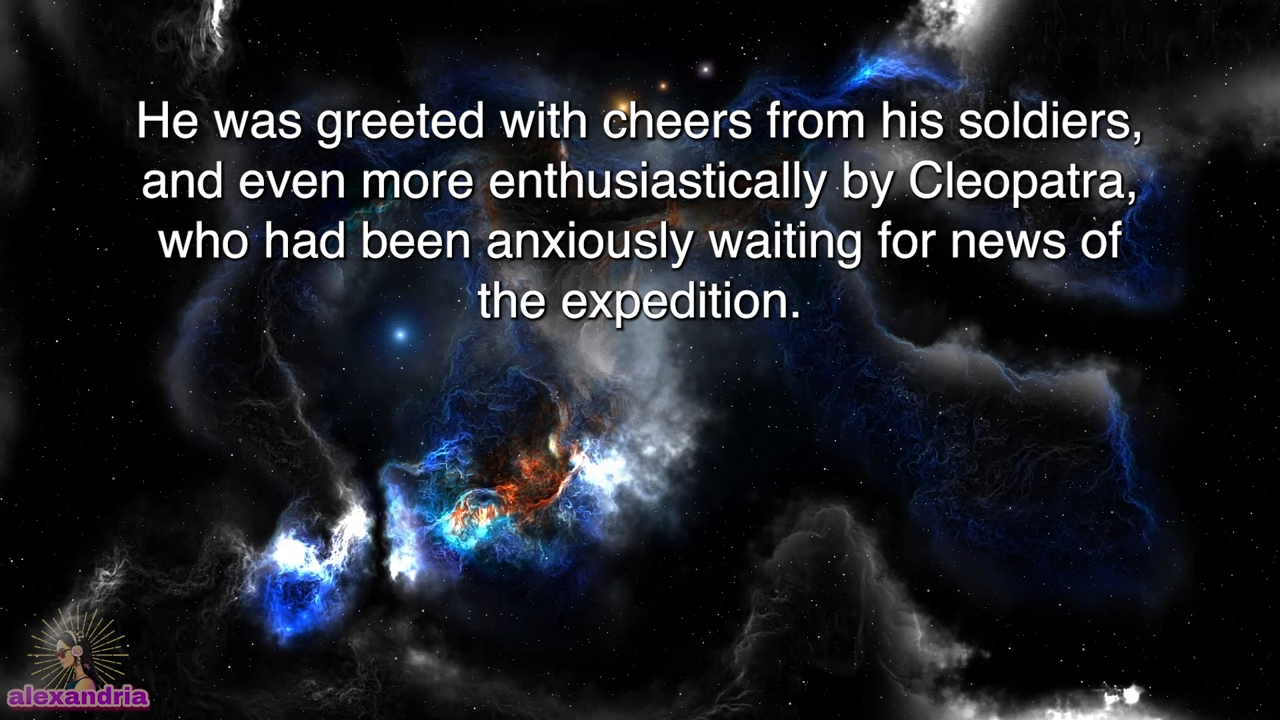 He was greeted with cheers from his soldiers,
and even more enthusiastically by Cleopatra,
who had been anxiously waiting for news of
the expedition.
alexandria